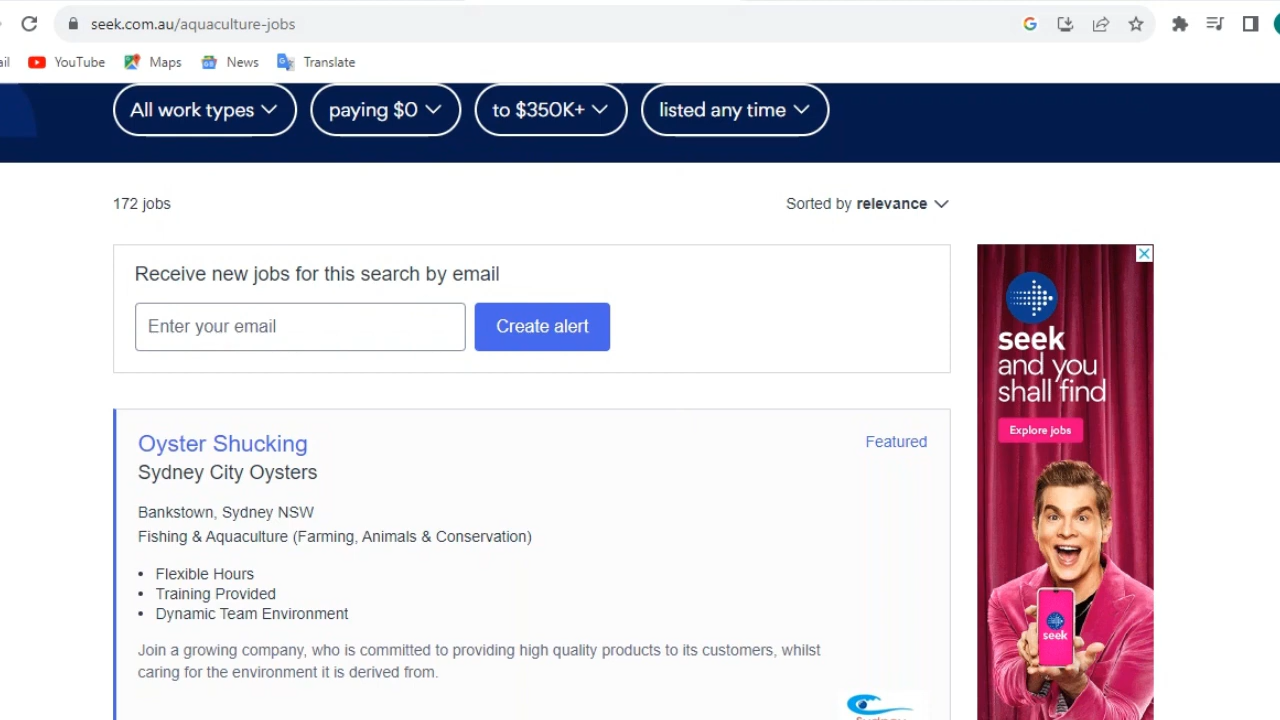 seek.com.au/aquaculture-jobs
ail YouTube Maps News Translate
All work types paying $0 to $350K+ listed any time
172 jobs
Sorted by relevance
Receive new jobs for this search by email
Enter your email
Create alert
Oyster Shucking
Featured
Sydney City Oysters
Bankstown, Sydney NSW
Fishing & Aquaculture (Farming, Animals & Conservation)
• Flexible Hours
• Training Provided
• Dynamic Team Environment
Join a growing company, who is committed to providing high quality products to its customers, whilst
caring for the environment it is derived from.
seek
and you
shall find
Explore jobs
seek